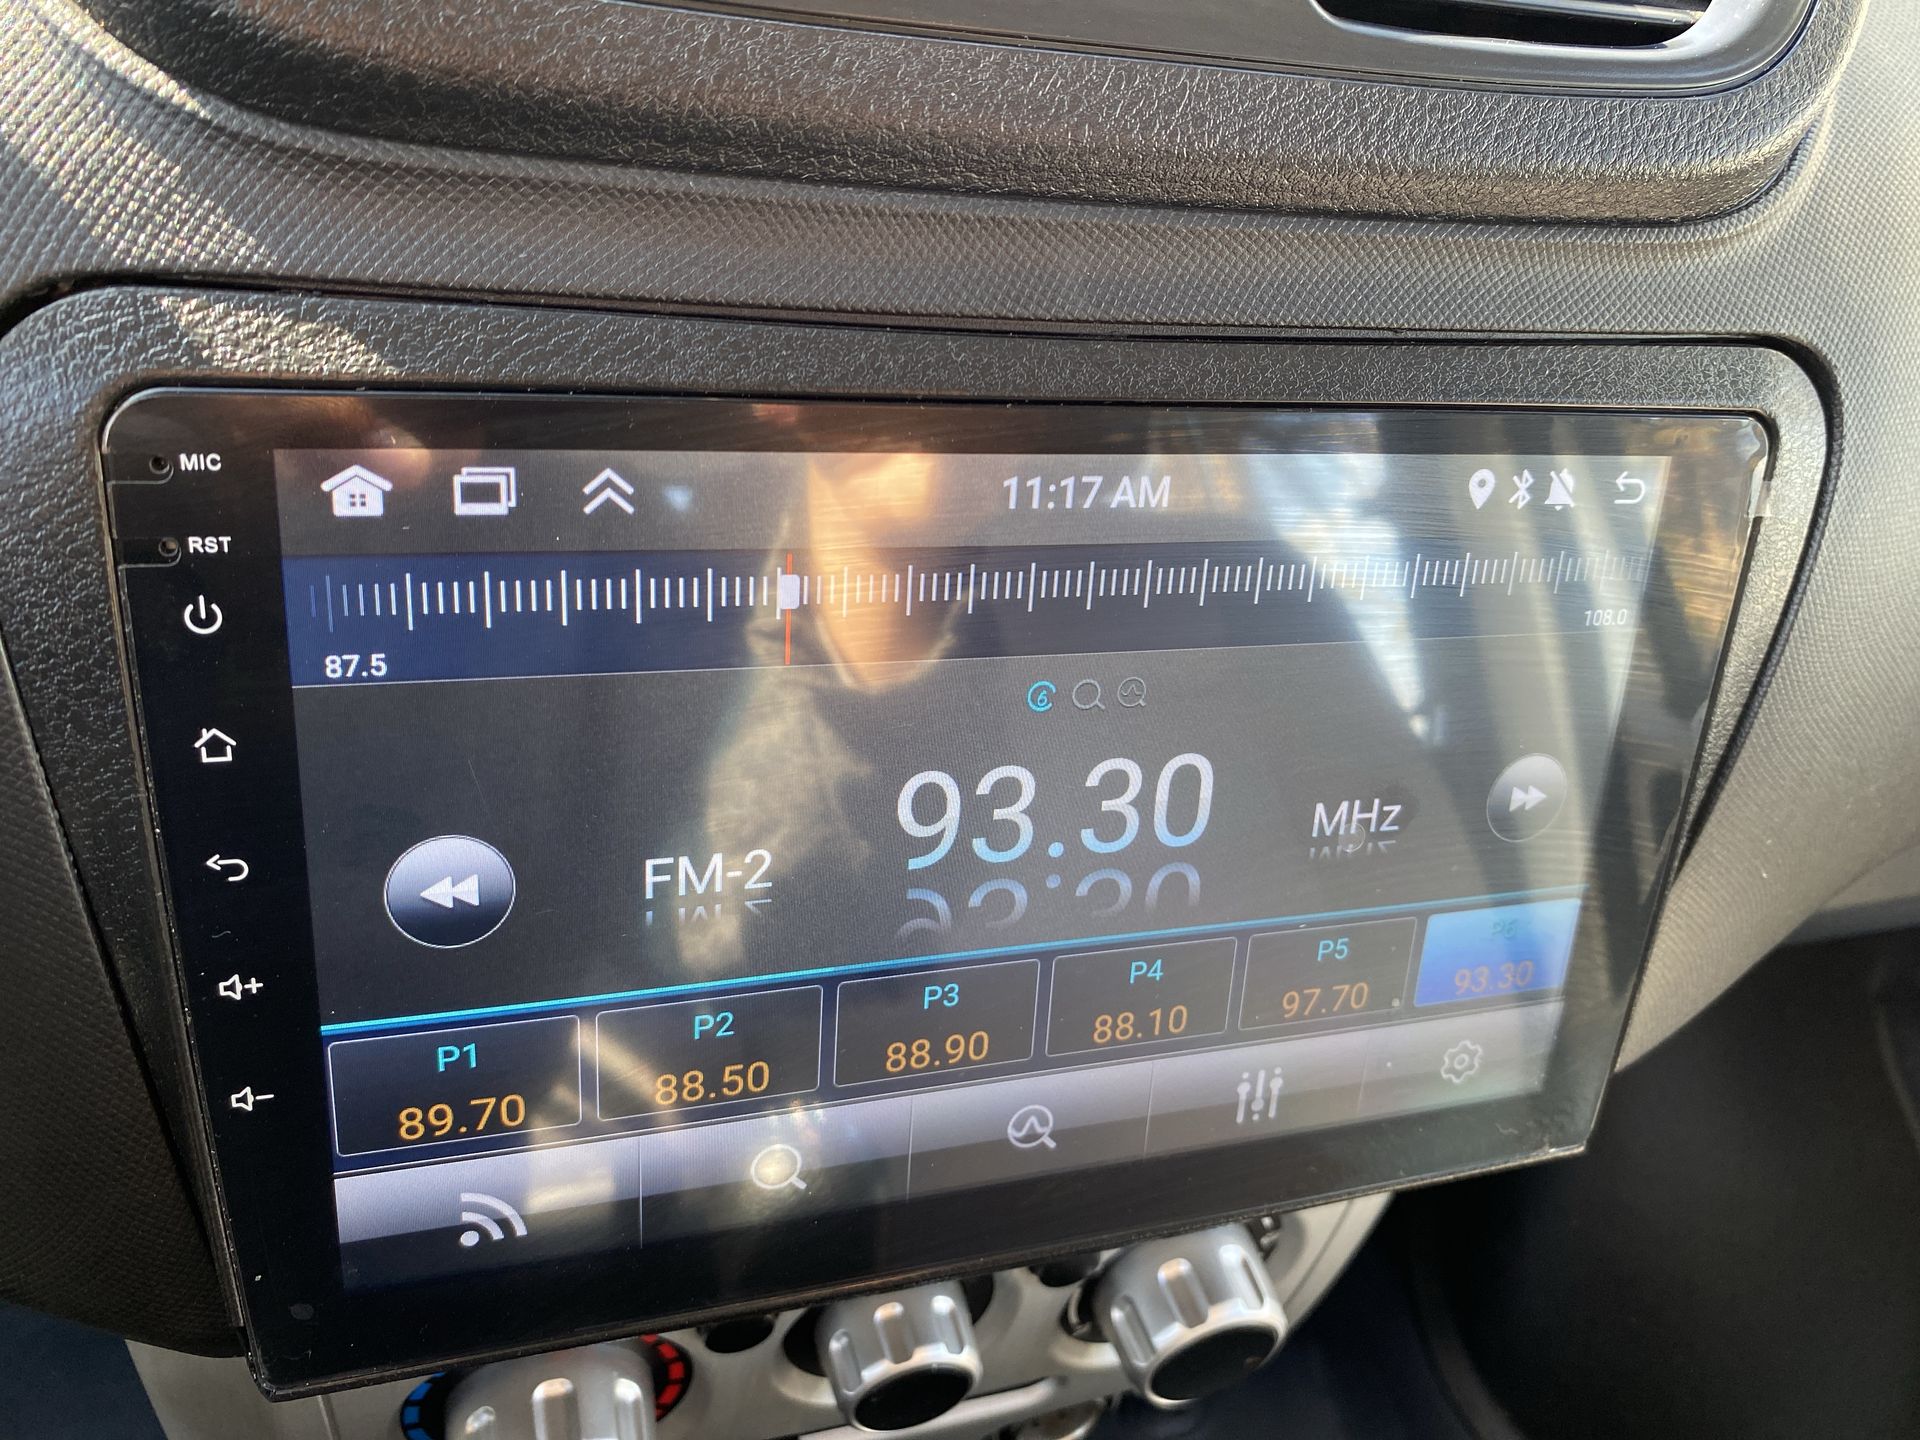 MIC
11:17 AM
RST
87.5
108.0
6
93.30
FM-2
MHz
P1
89.70
P2
88.50
P3
88.90
P4
88.10
P5
97.70
P6
93.30